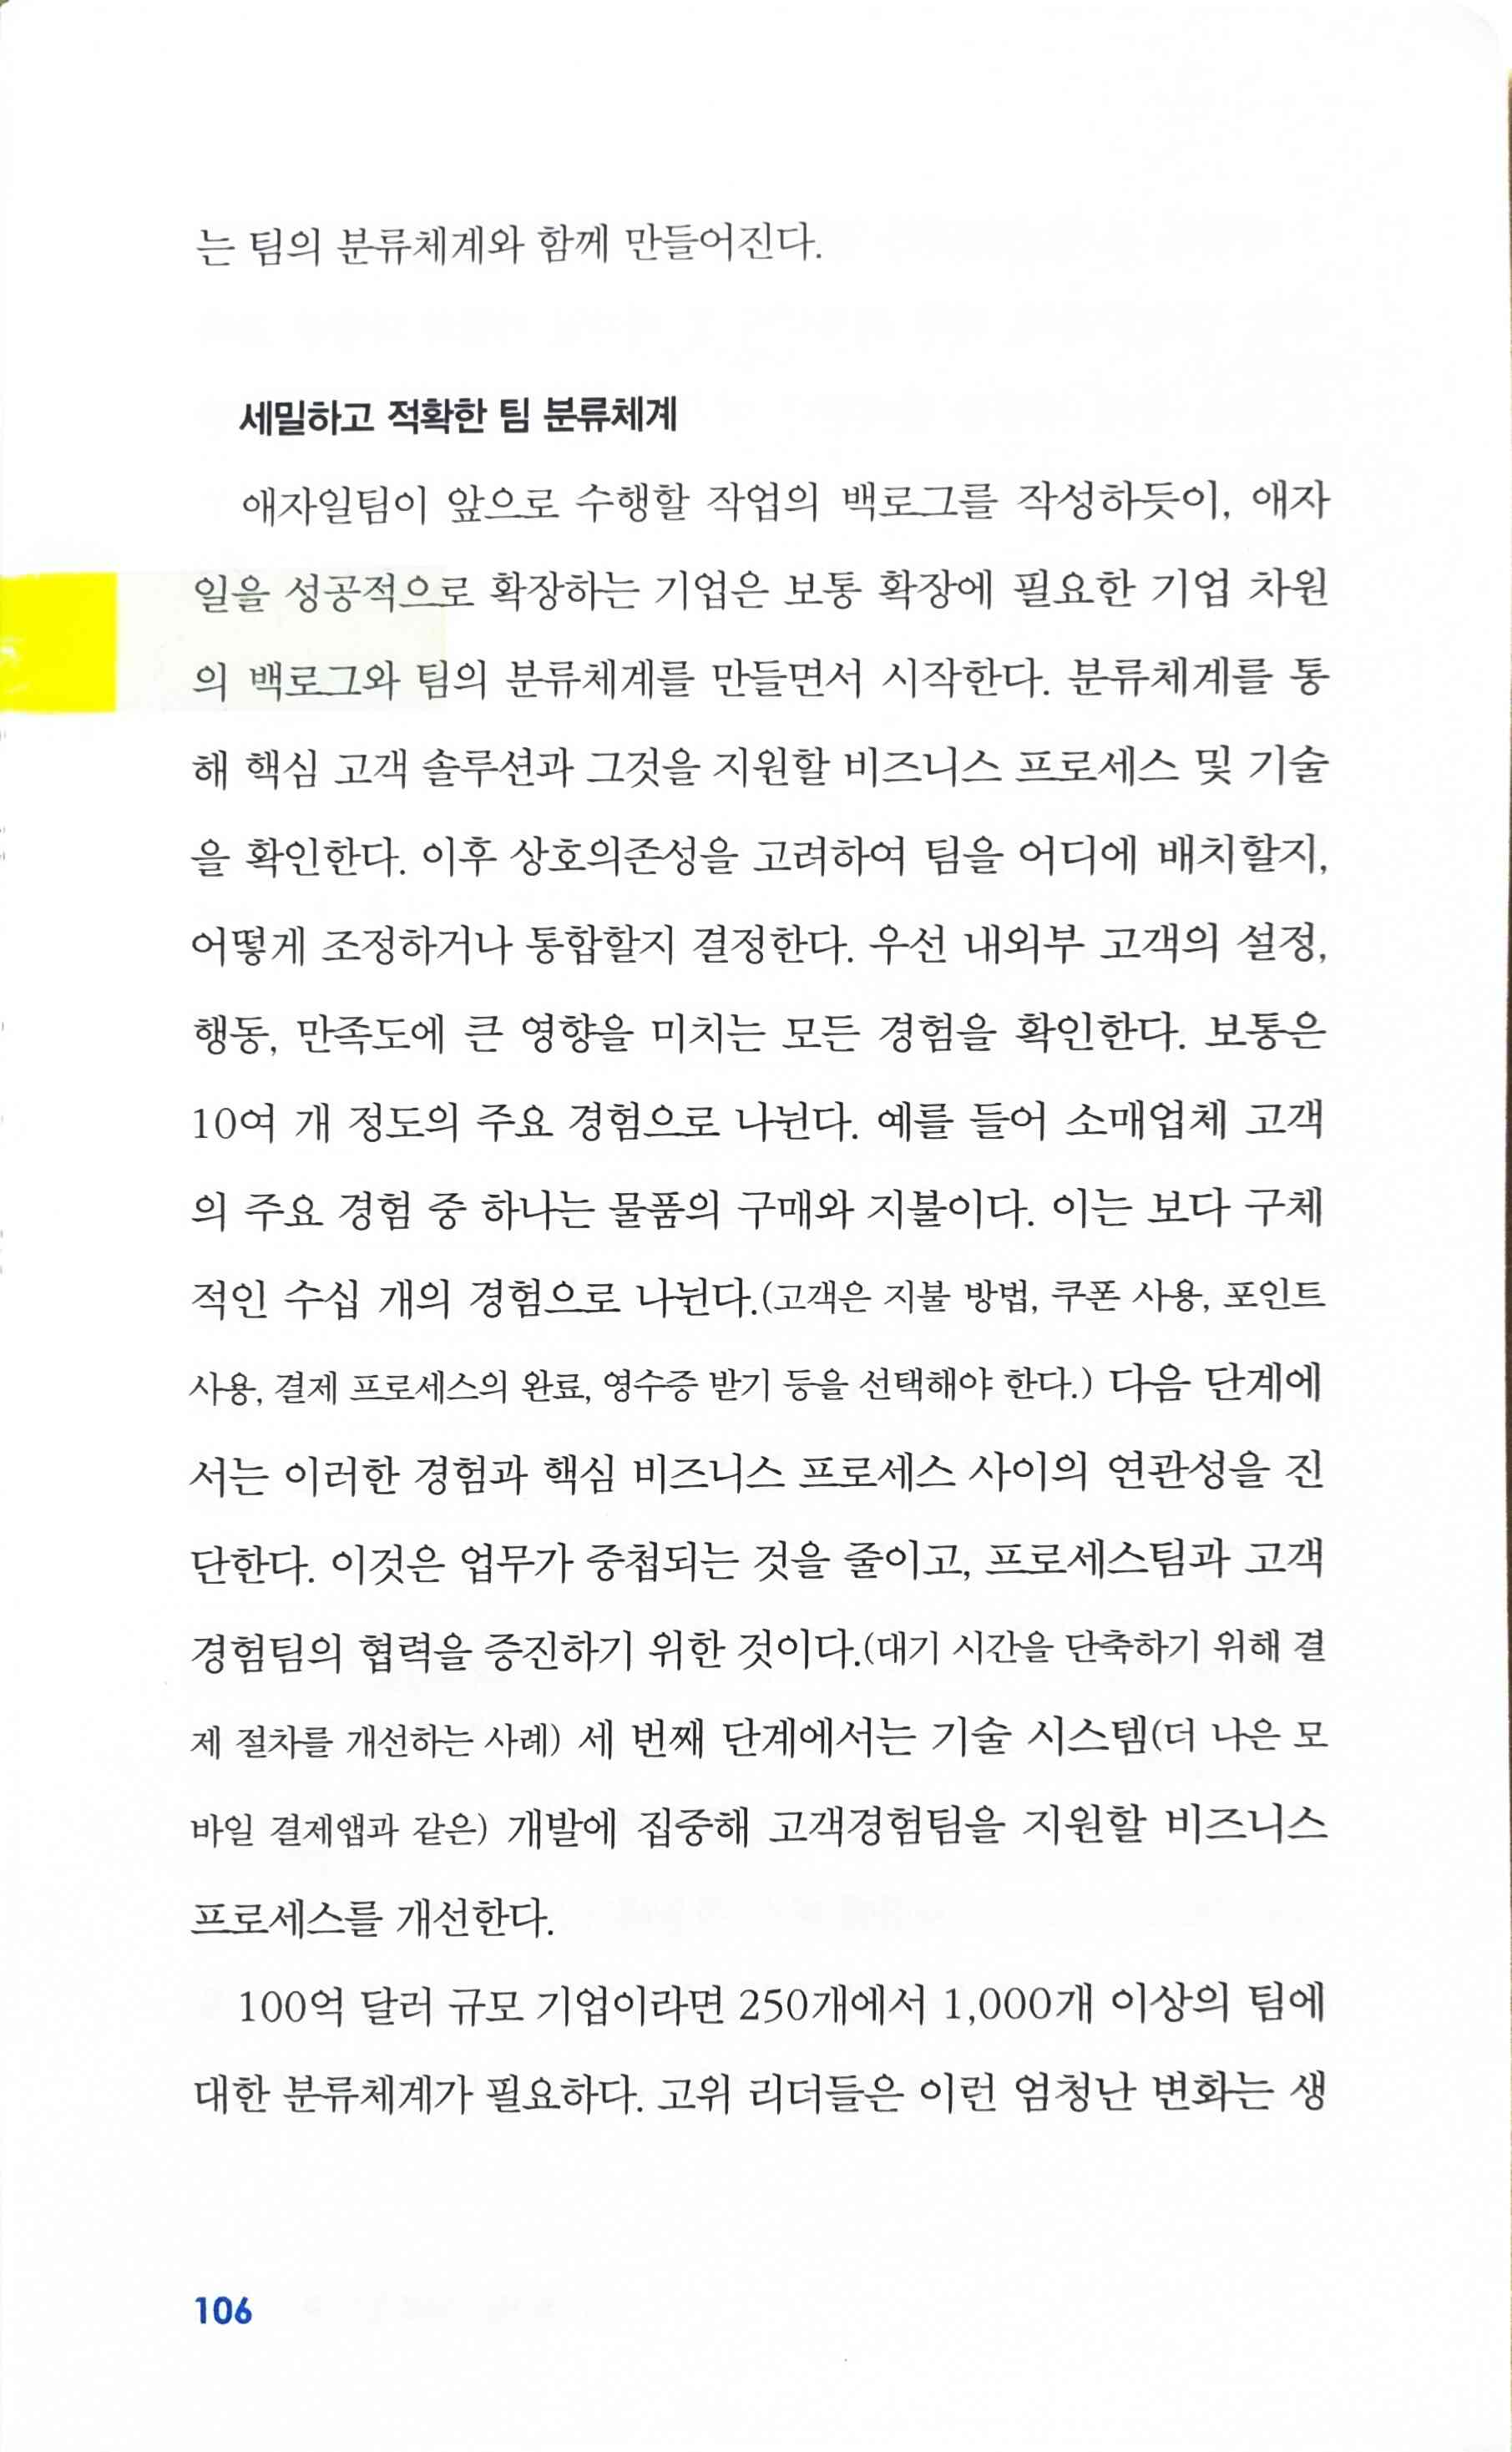 는 팀의 분류체계와 함께 만들어진다.
세밀하고 적확한 팀 분류체계
애자일팀이 앞으로 수행할 작업의 백로그를 작성하듯이, 애자
일을 성공적으로 확장하는 기업은 보통 확장에 필요한 기업 차원
의 백로그와 팀의 분류체계를 만들면서 시작한다. 분류체계를 통
해 핵심 고객 솔루션과 그것을 지원할 비즈니스 프로세스 및 기술
을 확인한다. 이후 상호의존성을 고려하여 팀을 어디에 배치할지,
어떻게 조정하거나 통합할지 결정한다. 우선 내외부 고객의 설정,
행동, 만족도에 큰 영향을 미치는 모든 경험을 확인한다. 보통은
10여 개 정도의 주요 경험으로 나뉜다. 예를 들어 소매업체 고객
의 주요 경험 중 하나는 물품의 구매와 지불이다. 이는 보다 구체
적인 수십 개의 경험으로 나뉜다.(고객은 지불 방법, 쿠폰 사용, 포인트
사용, 결제 프로세스의 완료, 영수증 받기 등을 선택해야 한다.) 다음 단계에
서는 이러한 경험과 핵심 비즈니스 프로세스 사이의 연관성을 진
단한다. 이것은 업무가 중첩되는 것을 줄이고, 프로세스팀과 고객
경험팀의 협력을 증진하기 위한 것이다.(대기 시간을 단축하기 위해 결
제 절차를 개선하는 사례) 세 번째 단계에서는 기술 시스템(더 나은 모
바일 결제앱과 같은) 개발에 집중해 고객경험팀을 지원할 비즈니스
프로세스를 개선한다.
100억 달러 규모 기업이라면 250개에서 1,000개 이상의 팀에
대한 분류체계가 필요하다. 고위 리더들은 이런 엄청난 변화는 생
106